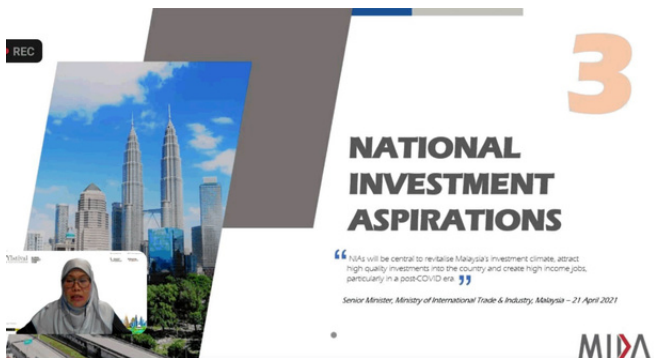 REC
3
NATIONAL
INVESTMENT
ASPIRATIONS
“ NIAs will be central to revitalise Malaysia's investment climate, attract
high quality investments into the country and create high income jobs,
particularly in a post-COVID era. ”
Senior Minister, Ministry of International Trade & Industry, Malaysia – 21 April 2021
MIDA